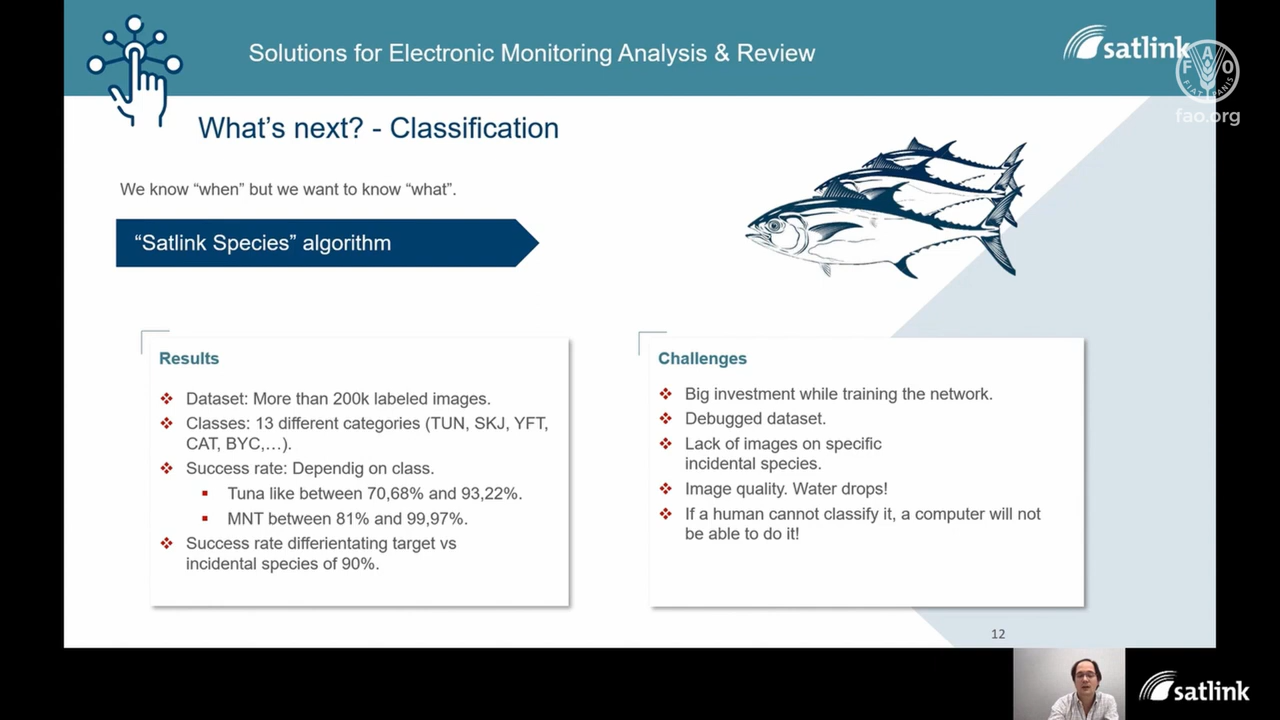 Solutions for Electronic Monitoring Analysis & Review
satlink
F A O
FIAT PANIS
fao.org
What's next? - Classification
We know “when” but we want to know “what”.
“Satlink Species” algorithm
Results
Dataset: More than 200k labeled images.
Classes: 13 different categories (TUN, SKJ, YFT,
CAT, BYC,…).
Success rate: Dependig on class.
Tuna like between 70,68% and 93,22%.
MNT between 81% and 99,97%.
Success rate differientating target vs
incidental species of 90%.
Challenges
Big investment while training the network.
Debugged dataset.
Lack of images on specific
incidental species.
Image quality. Water drops!
If a human cannot classify it, a computer will not
be able to do it!
12
satlink